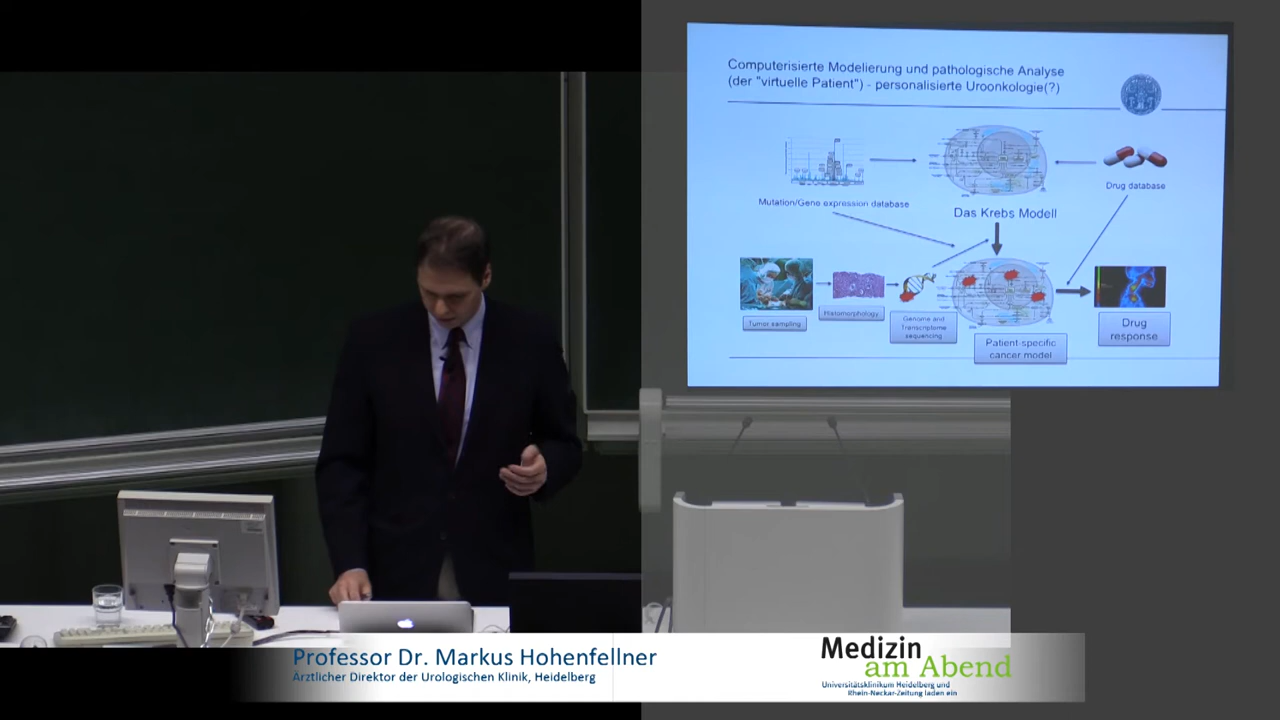 Computerisierte Modelierung und pathologische Analyse
(der "virtuelle Patient") - personalisierte Uroonkologie(?)
Mutation/Gene expression database
Das Krebs Modell
Drug database
Tumor sampling
Histomorphology
Genome and
Transcriptome
sequencing
Patient-specific
cancer model
Drug
response
Professor Dr. Markus Hohenfellner
Ärztlicher Direktor der Urologischen Klinik, Heidelberg
Medizin
am Abend
Universitätsklinikum Heidelberg und
Rhein-Neckar-Zeitung laden ein